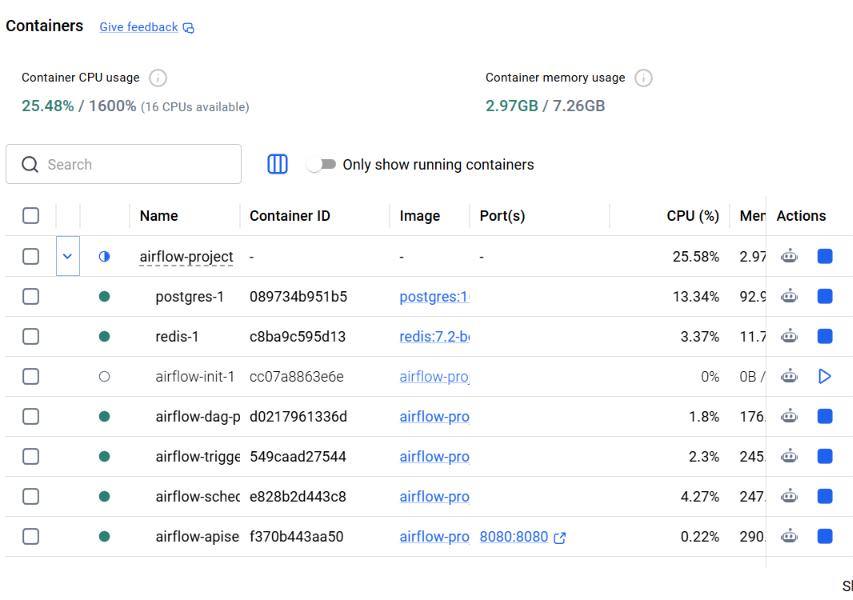 Containers Give feedback
Container CPU usage
25.48% / 1600% (16 CPUs available)
Container memory usage
2.97GB / 7.26GB
Search
Only show running containers
Name Container ID Image Port(s) CPU (%) Mer Actions
airflow-project - - - 25.58% 2.97
postgres-1 089734b951b5 postgres:1 13.34% 92.9
redis-1 c8ba9c595d13 redis:7.2-b 3.37% 11.7
airflow-init-1 cc07a8863e6e airflow-pro 0% 0B /
airflow-dag-p d0217961336d airflow-pro 1.8% 176.
airflow-trigge 549caad27544 airflow-pro 2.3% 245.
airflow-sched e828b2d443c8 airflow-pro 4.27% 247.
airflow-apise f370b443aa50 airflow-pro 8080:8080 0.22% 290.